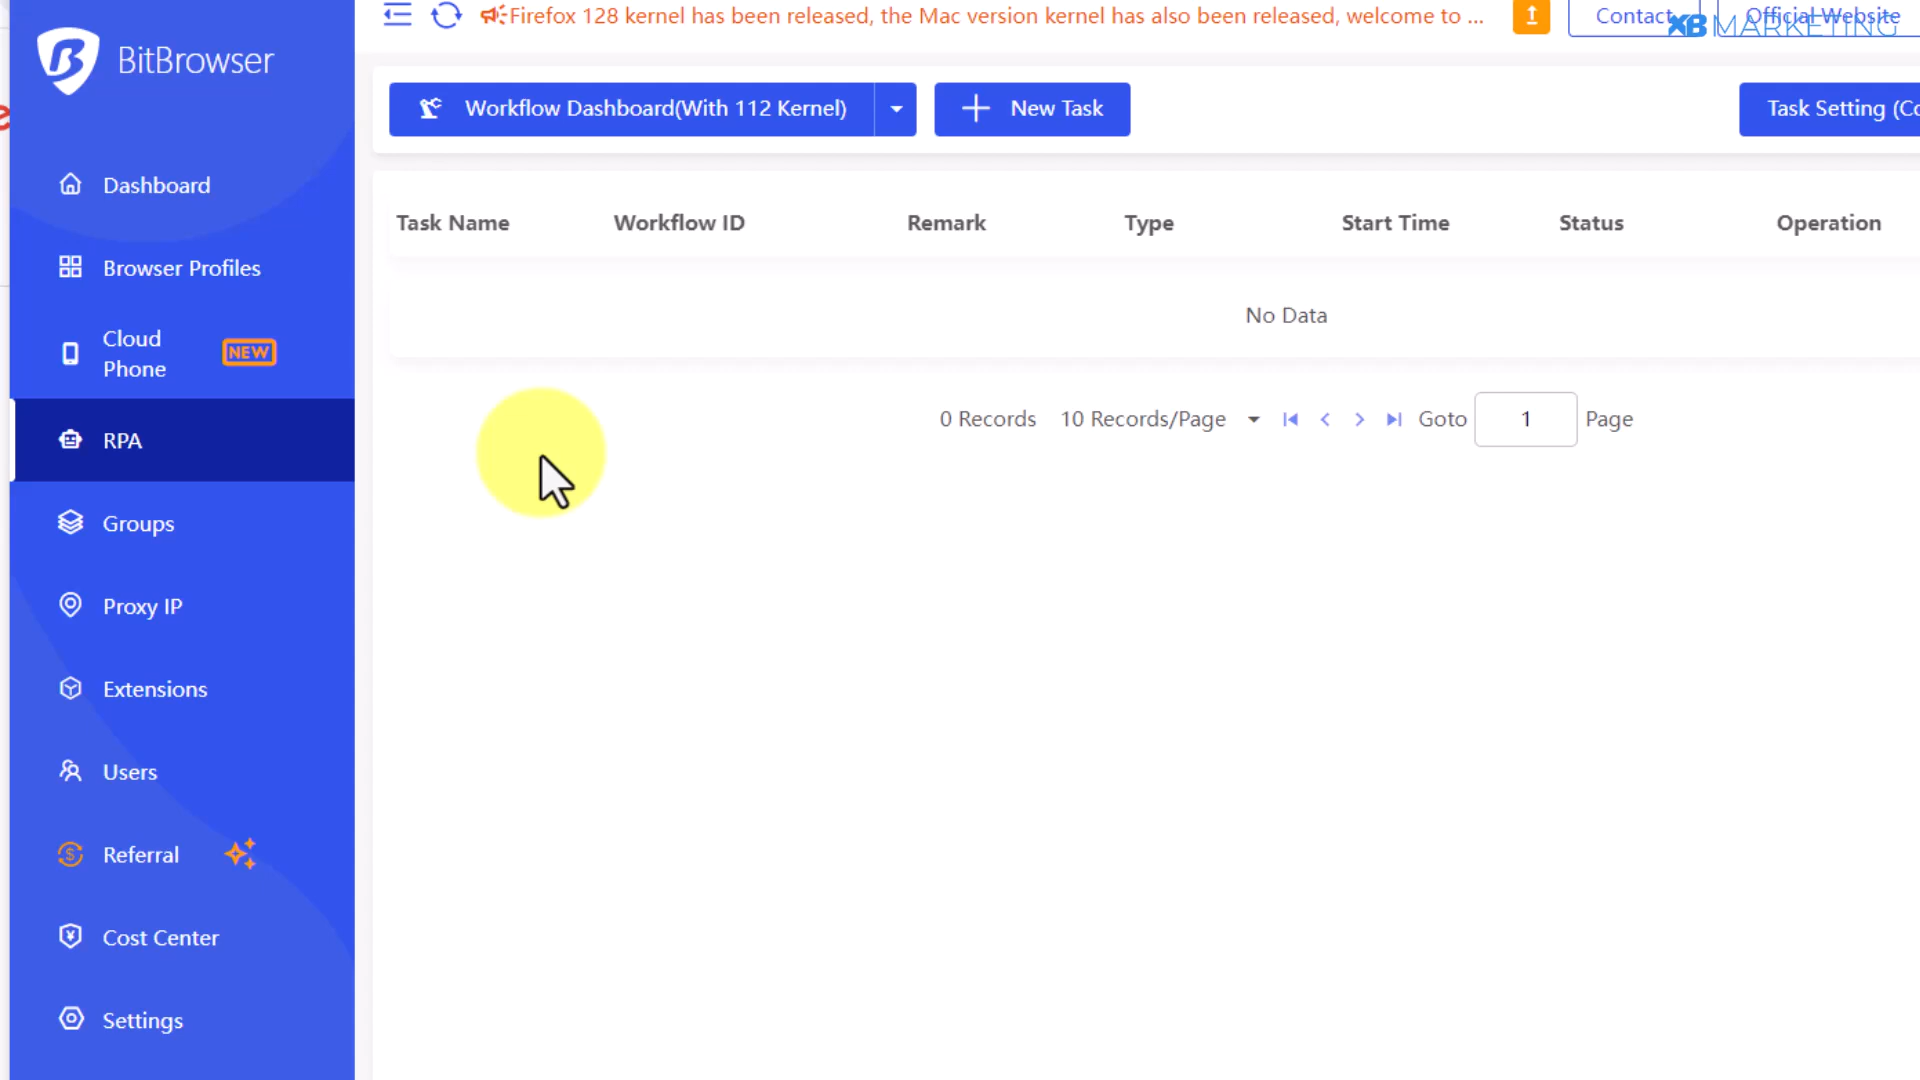 BitBrowser
Firefox 128 kernel has been released, the Mac version kernel has also been released, welcome to ...
Contact
Official Website
XB MARKETING
Workflow Dashboard(With 112 Kernel)
New Task
Task Setting (Co
Dashboard
Browser Profiles
Cloud
Phone
NEW
RPA
Groups
Proxy IP
Extensions
Users
Referral
Cost Center
Settings
Task Name
Workflow ID
Remark
Type
Start Time
Status
Operation
No Data
0 Records
10 Records/Page
Goto
1
Page